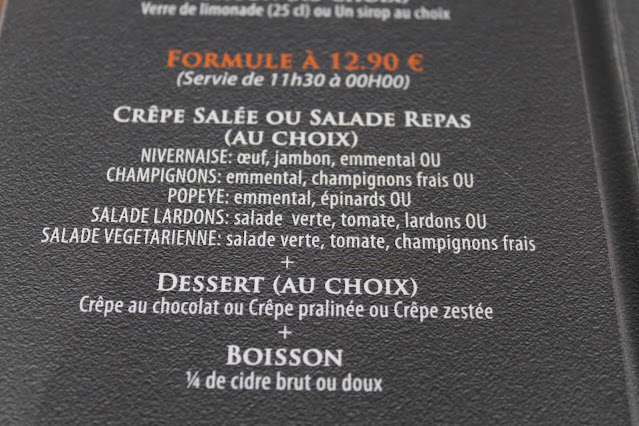 Verre de limonade (25 cl) ou Un sirop au choix
FORMULE À 12.90 €
(Servie de 11h30 à 00H00)
CRÊPE SALÉE OU SALADE REPAS
(AU CHOIX)
NIVERNAISE: œuf, jambon, emmental OU
CHAMPIGNONS: emmental, champignons frais OU
POPEYE: emmental, épinards OU
SALADE LARDONS: salade verte, tomate, lardons OU
SALADE VEGETARIENNE: salade verte, tomate, champignons frais
+
DESSERT (AU CHOIX)
Crêpe au chocolat ou Crêpe pralinée ou Crêpe zestée
+
BOISSON
¼ de cidre brut ou doux